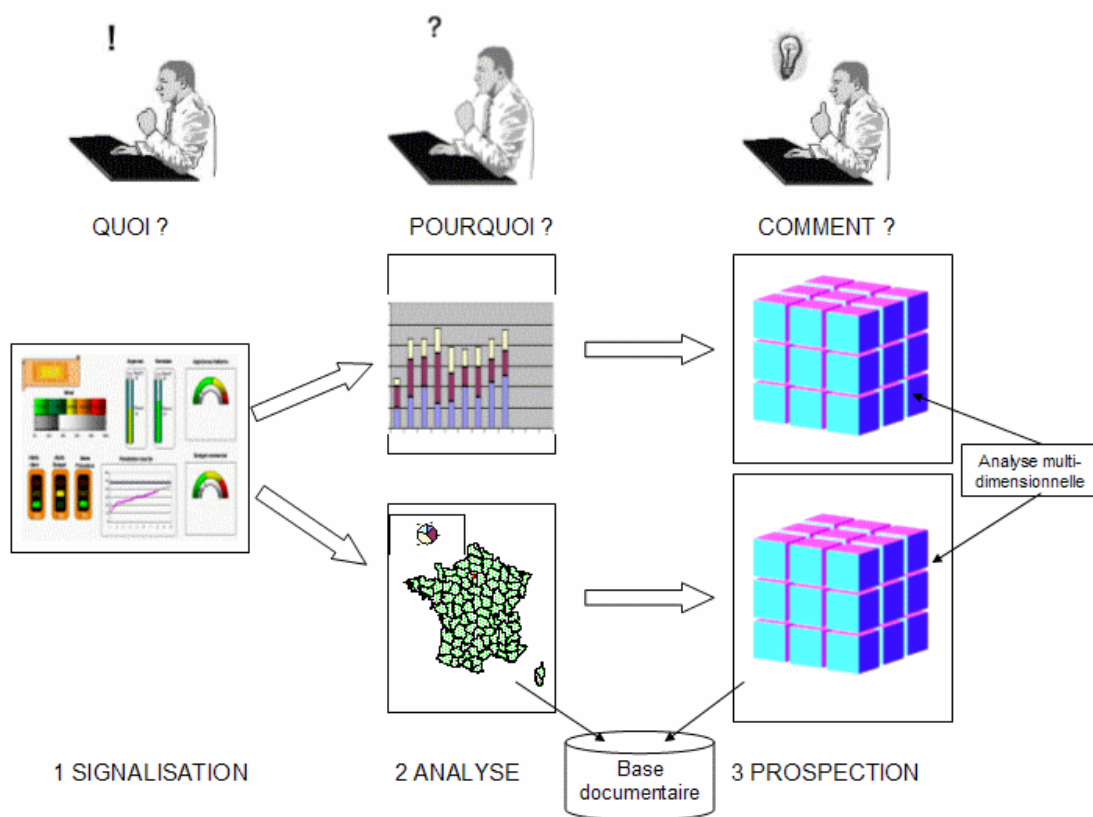 !
?
QUOI ?
POURQUOI ?
COMMENT ?
Analyse multi-
dimensionnelle
1 SIGNALISATION
2 ANALYSE
Base
documentaire
3 PROSPECTION